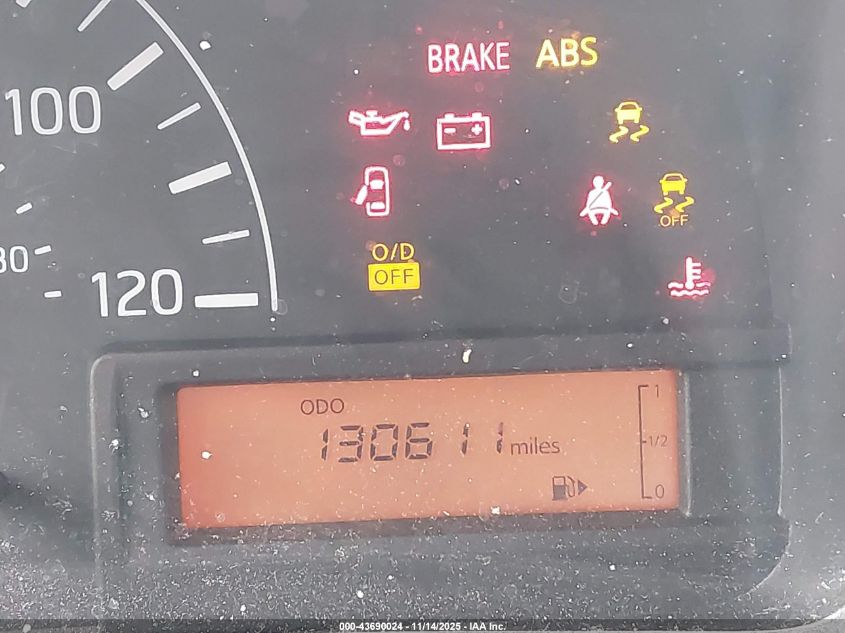 BRAKE ABS
100
OFF
80
O/D
OFF
120
ODO
130611 miles
1
1/2
0
000-43690024 - 11/14/2025 - IAA Inc.